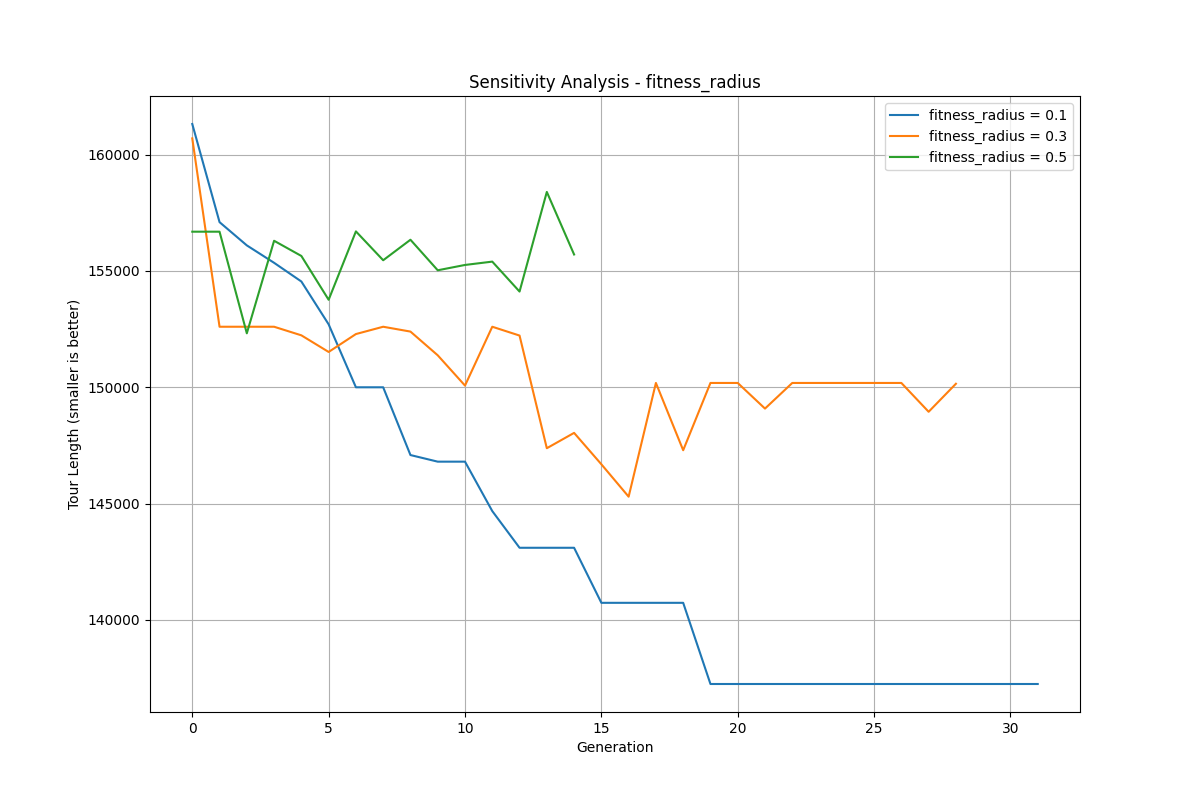 Sensitivity Analysis - fitness_radius
fitness_radius = 0.1
fitness_radius = 0.3
fitness_radius = 0.5
Tour Length (smaller is better)
160000
155000
150000
145000
140000
0 5 10 15 20 25 30
Generation